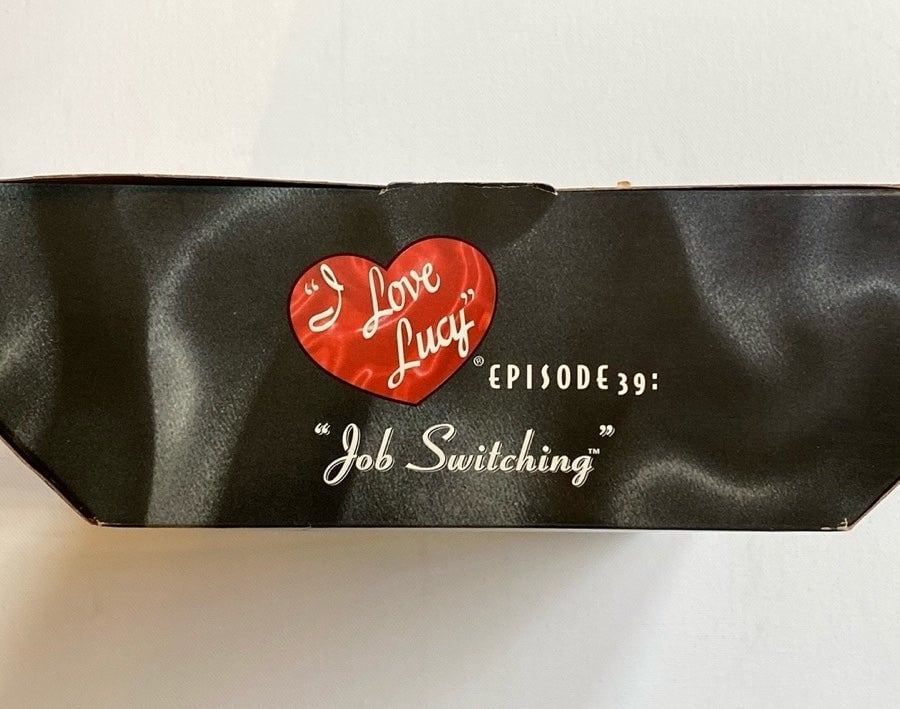 “I Love
Lucy”®
EPISODE 39:
“Job Switching”™